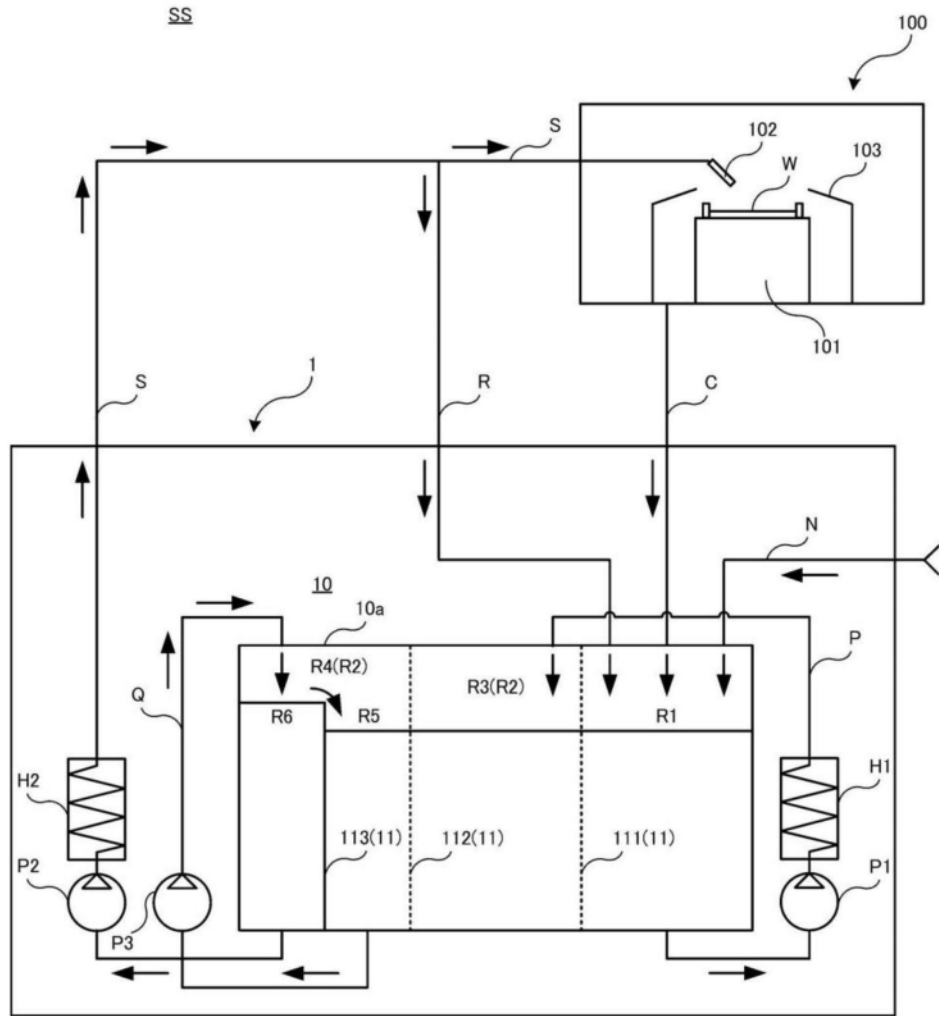 SS
100
S
102
103
W
101
S
1
R
C
N
10
10a
P
R4(R2)
R3(R2)
Q
R6
R5
R1
H2
H1
113(11)
112(11)
111(11)
P2
P1
P3